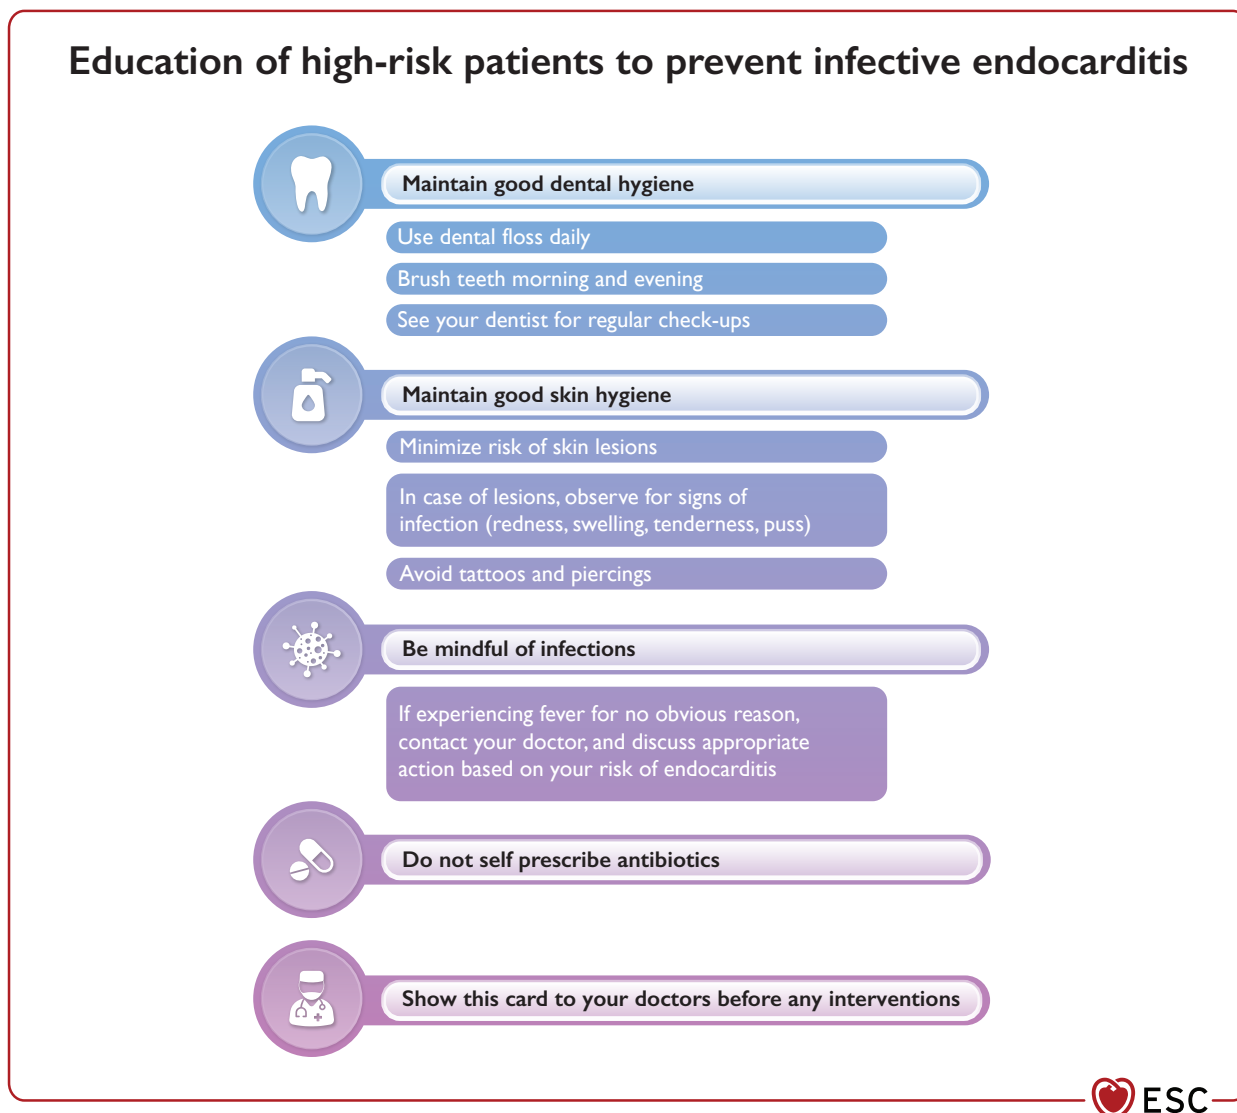 Education of high-risk patients to prevent infective endocarditis
Maintain good dental hygiene
Use dental floss daily
Brush teeth morning and evening
See your dentist for regular check-ups
Maintain good skin hygiene
Minimize risk of skin lesions
In case of lesions, observe for signs of
infection (redness, swelling, tenderness, puss)
Avoid tattoos and piercings
Be mindful of infections
If experiencing fever for no obvious reason,
contact your doctor, and discuss appropriate
action based on your risk of endocarditis
Do not self prescribe antibiotics
Show this card to your doctors before any interventions
ESC